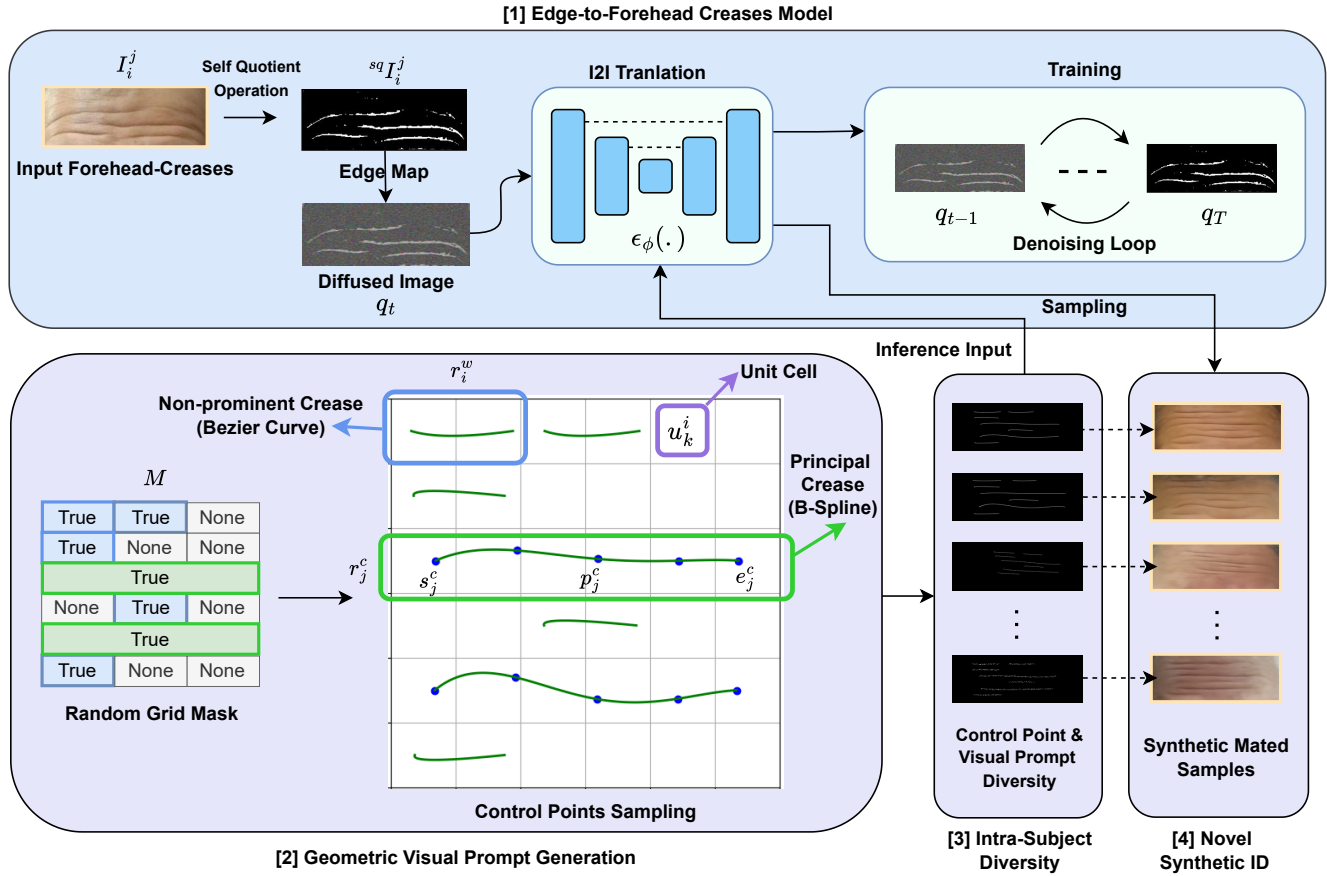 [1] Edge-to-Forehead Creases Model
I_i^j
Self Quotient
Operation
^{sq}I_i^j
I2I Tranlation
Training
Input Forehead-Creases
Edge Map
Diffused Image
q_t
ϵ_ϕ(.)
q_{t-1}
q_T
Denoising Loop
Sampling
Inference Input
r_i^w
Unit Cell
Non-prominent Crease
(Bezier Curve)
u_k^i
Principal
Crease
(B-Spline)
M
True True None
True None None
True
None True None
True
True None None
Random Grid Mask
r_j^c
s_j^c
p_j^c
e_j^c
Control Points Sampling
[2] Geometric Visual Prompt Generation
Control Point &
Visual Prompt
Diversity
[3] Intra-Subject
Diversity
Synthetic Mated
Samples
[4] Novel
Synthetic ID